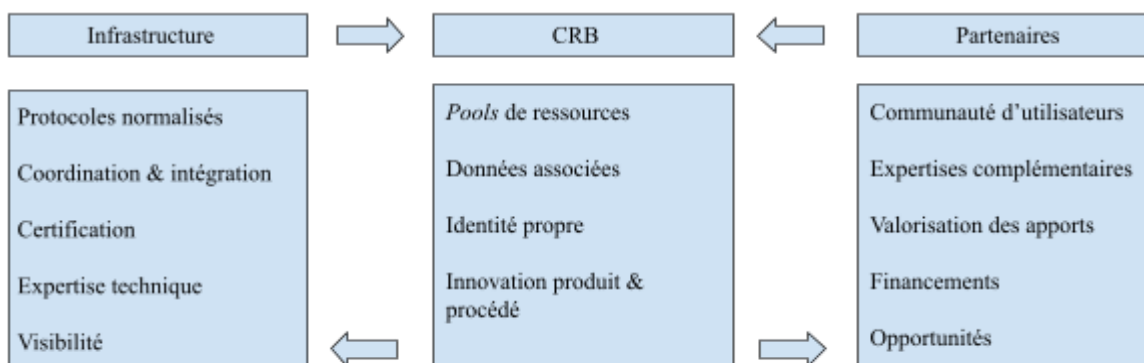 Infrastructure
CRB
Partenaires
Protocoles normalisés
Coordination & intégration
Certification
Expertise technique
Visibilité
Pools de ressources
Données associées
Identité propre
Innovation produit &
procédé
Communauté d'utilisateurs
Expertises complémentaires
Valorisation des apports
Financements
Opportunités